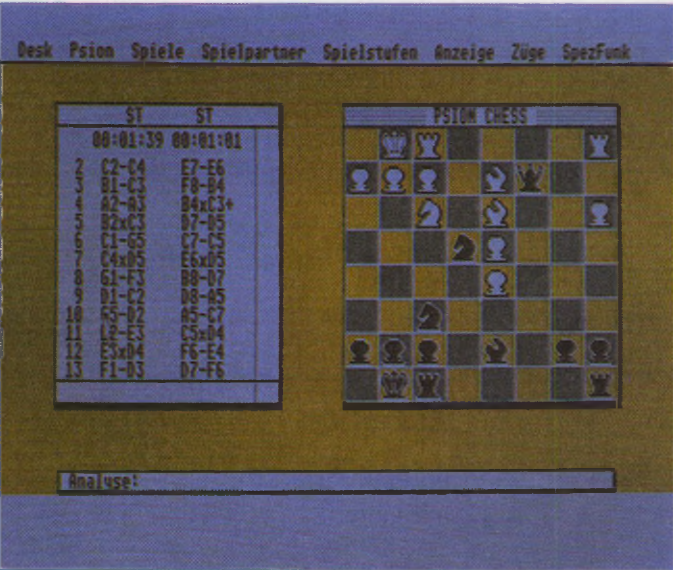 Desk Psion Spiele Spielpartner Spielstufen Anzeige Züge SpezFunk
ST ST
PSION CHESS
00:01:39 00:01:01
2 C2-C4 E7-E6
3 B1-C3 F8-B4
4 A2-A3 B4xC3+
5 B2xC3 D7-D5
6 C1-G5 C7-C5
7 C4xD5 E6xD5
8 G1-F3 B8-D7
9 D1-C2 D8-A5
10 G5-D2 A5-C7
11 E2-E3 C5xD4
12 E3xD4 F6-E4
13 F1-D3 D7-F6
Analyse: